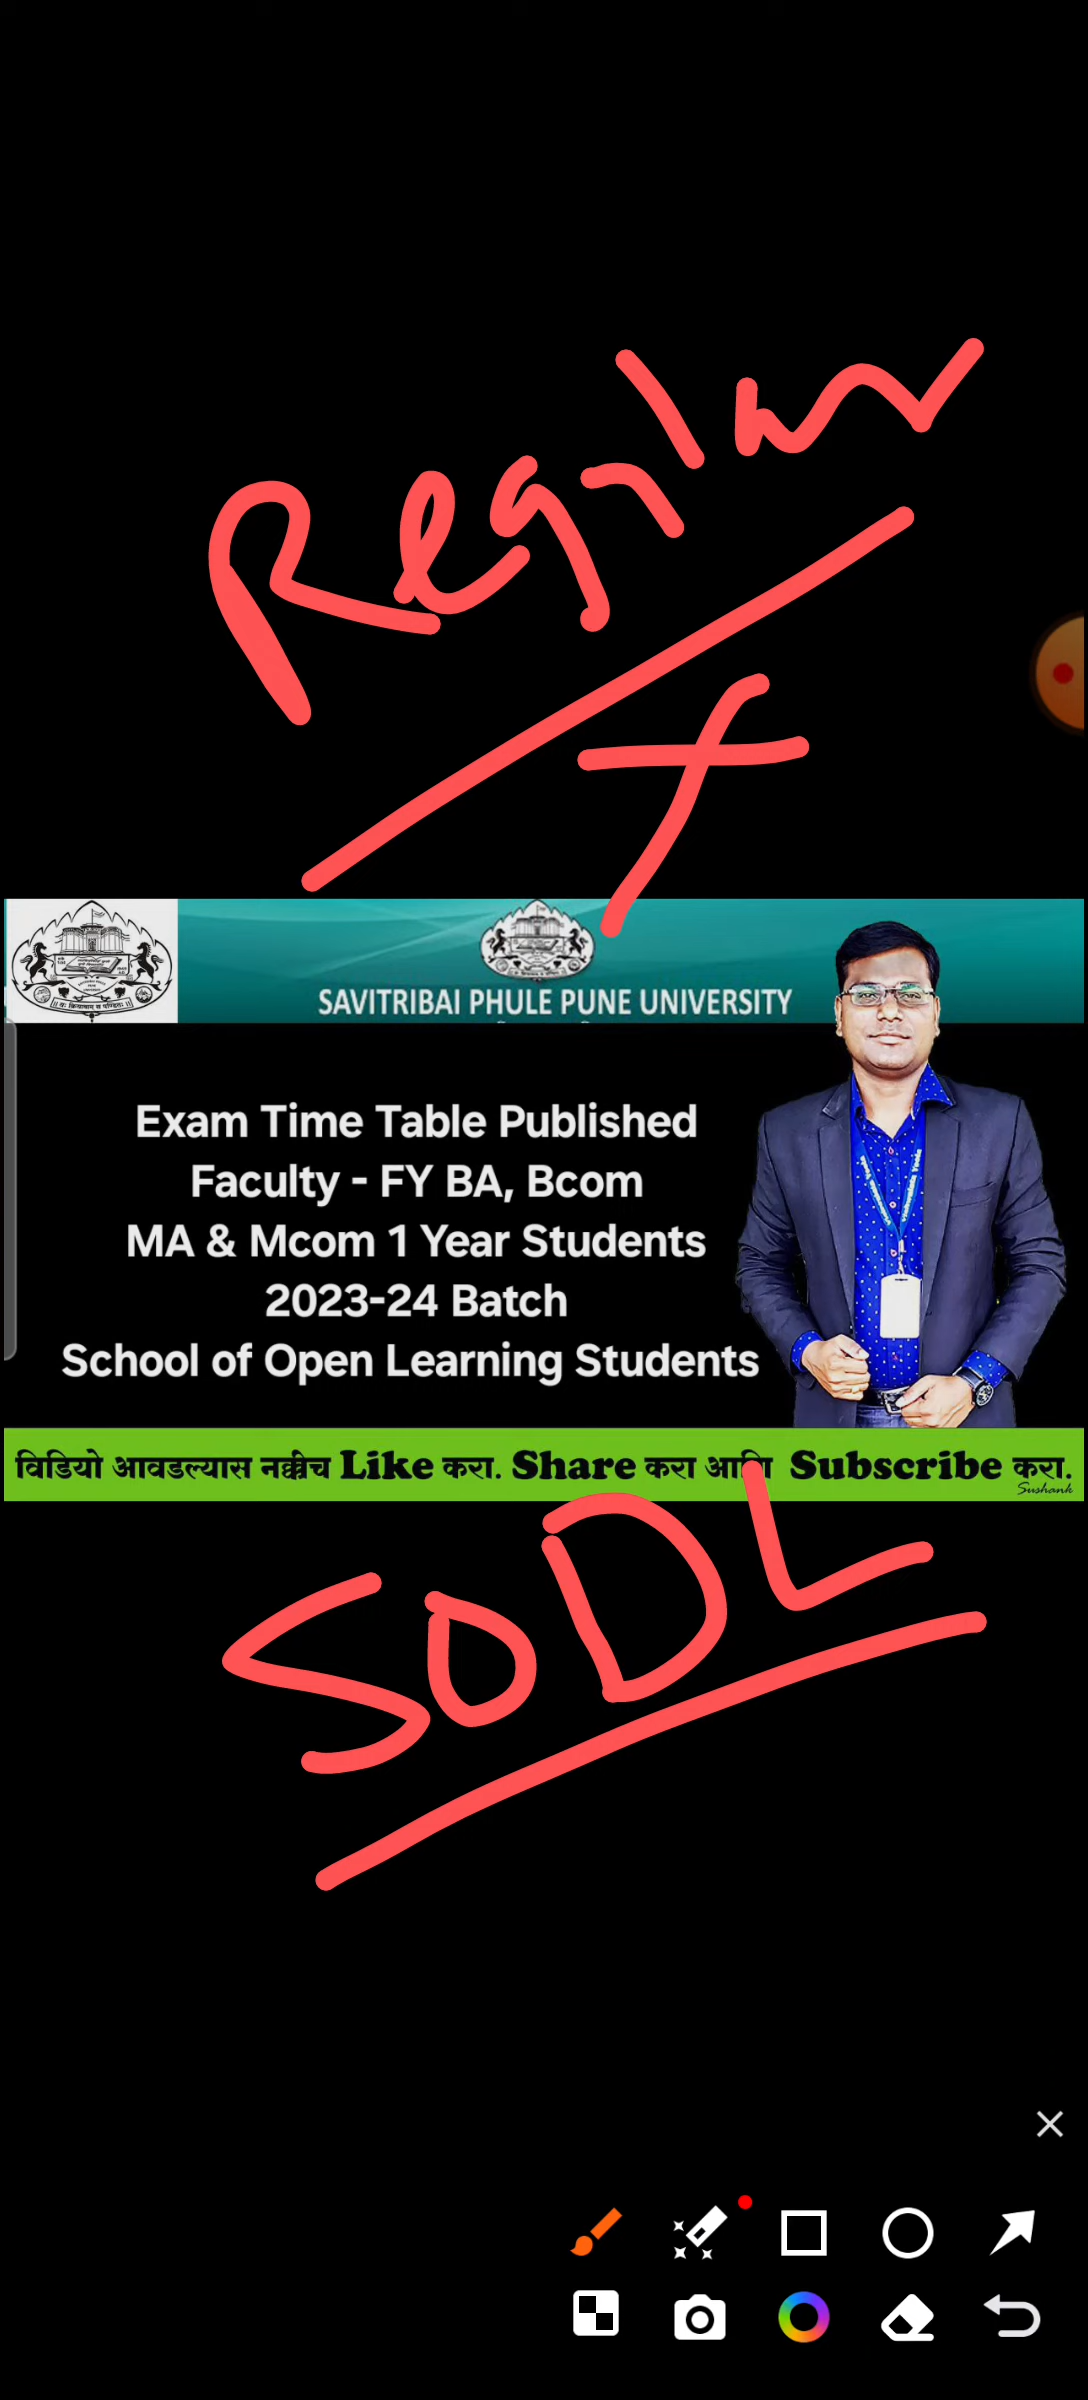 Regular
SAVITRIBAI PHULE PUNE UNIVERSITY
Exam Time Table Published
Faculty - FY BA, Bcom
MA & Mcom 1 Year Students
2023-24 Batch
School of Open Learning Students
विडियो आवडल्यास नक्कीच Like करा. Share करा आणि Subscribe करा.
Sushank
SODL